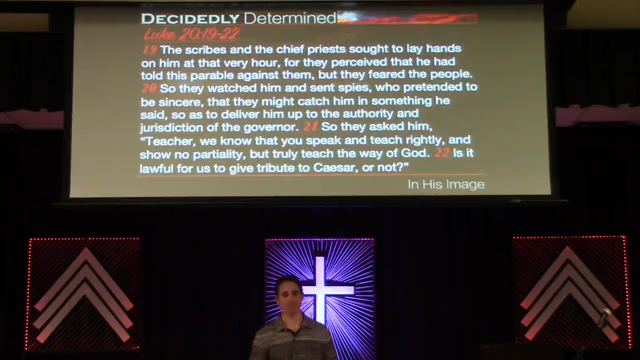 DECIDEDLY Determined
Luke 20:19-22
19 The scribes and the chief priests sought to lay hands
on him at that very hour, for they perceived that he had
told this parable against them, but they feared the people.
20 So they watched him and sent spies, who pretended to
be sincere, that they might catch him in something he
said, so as to deliver him up to the authority and
jurisdiction of the governor. 21 So they asked him,
“Teacher, we know that you speak and teach rightly, and
show no partiality, but truly teach the way of God. 22 Is it
lawful for us to give tribute to Caesar, or not?”
In His Image